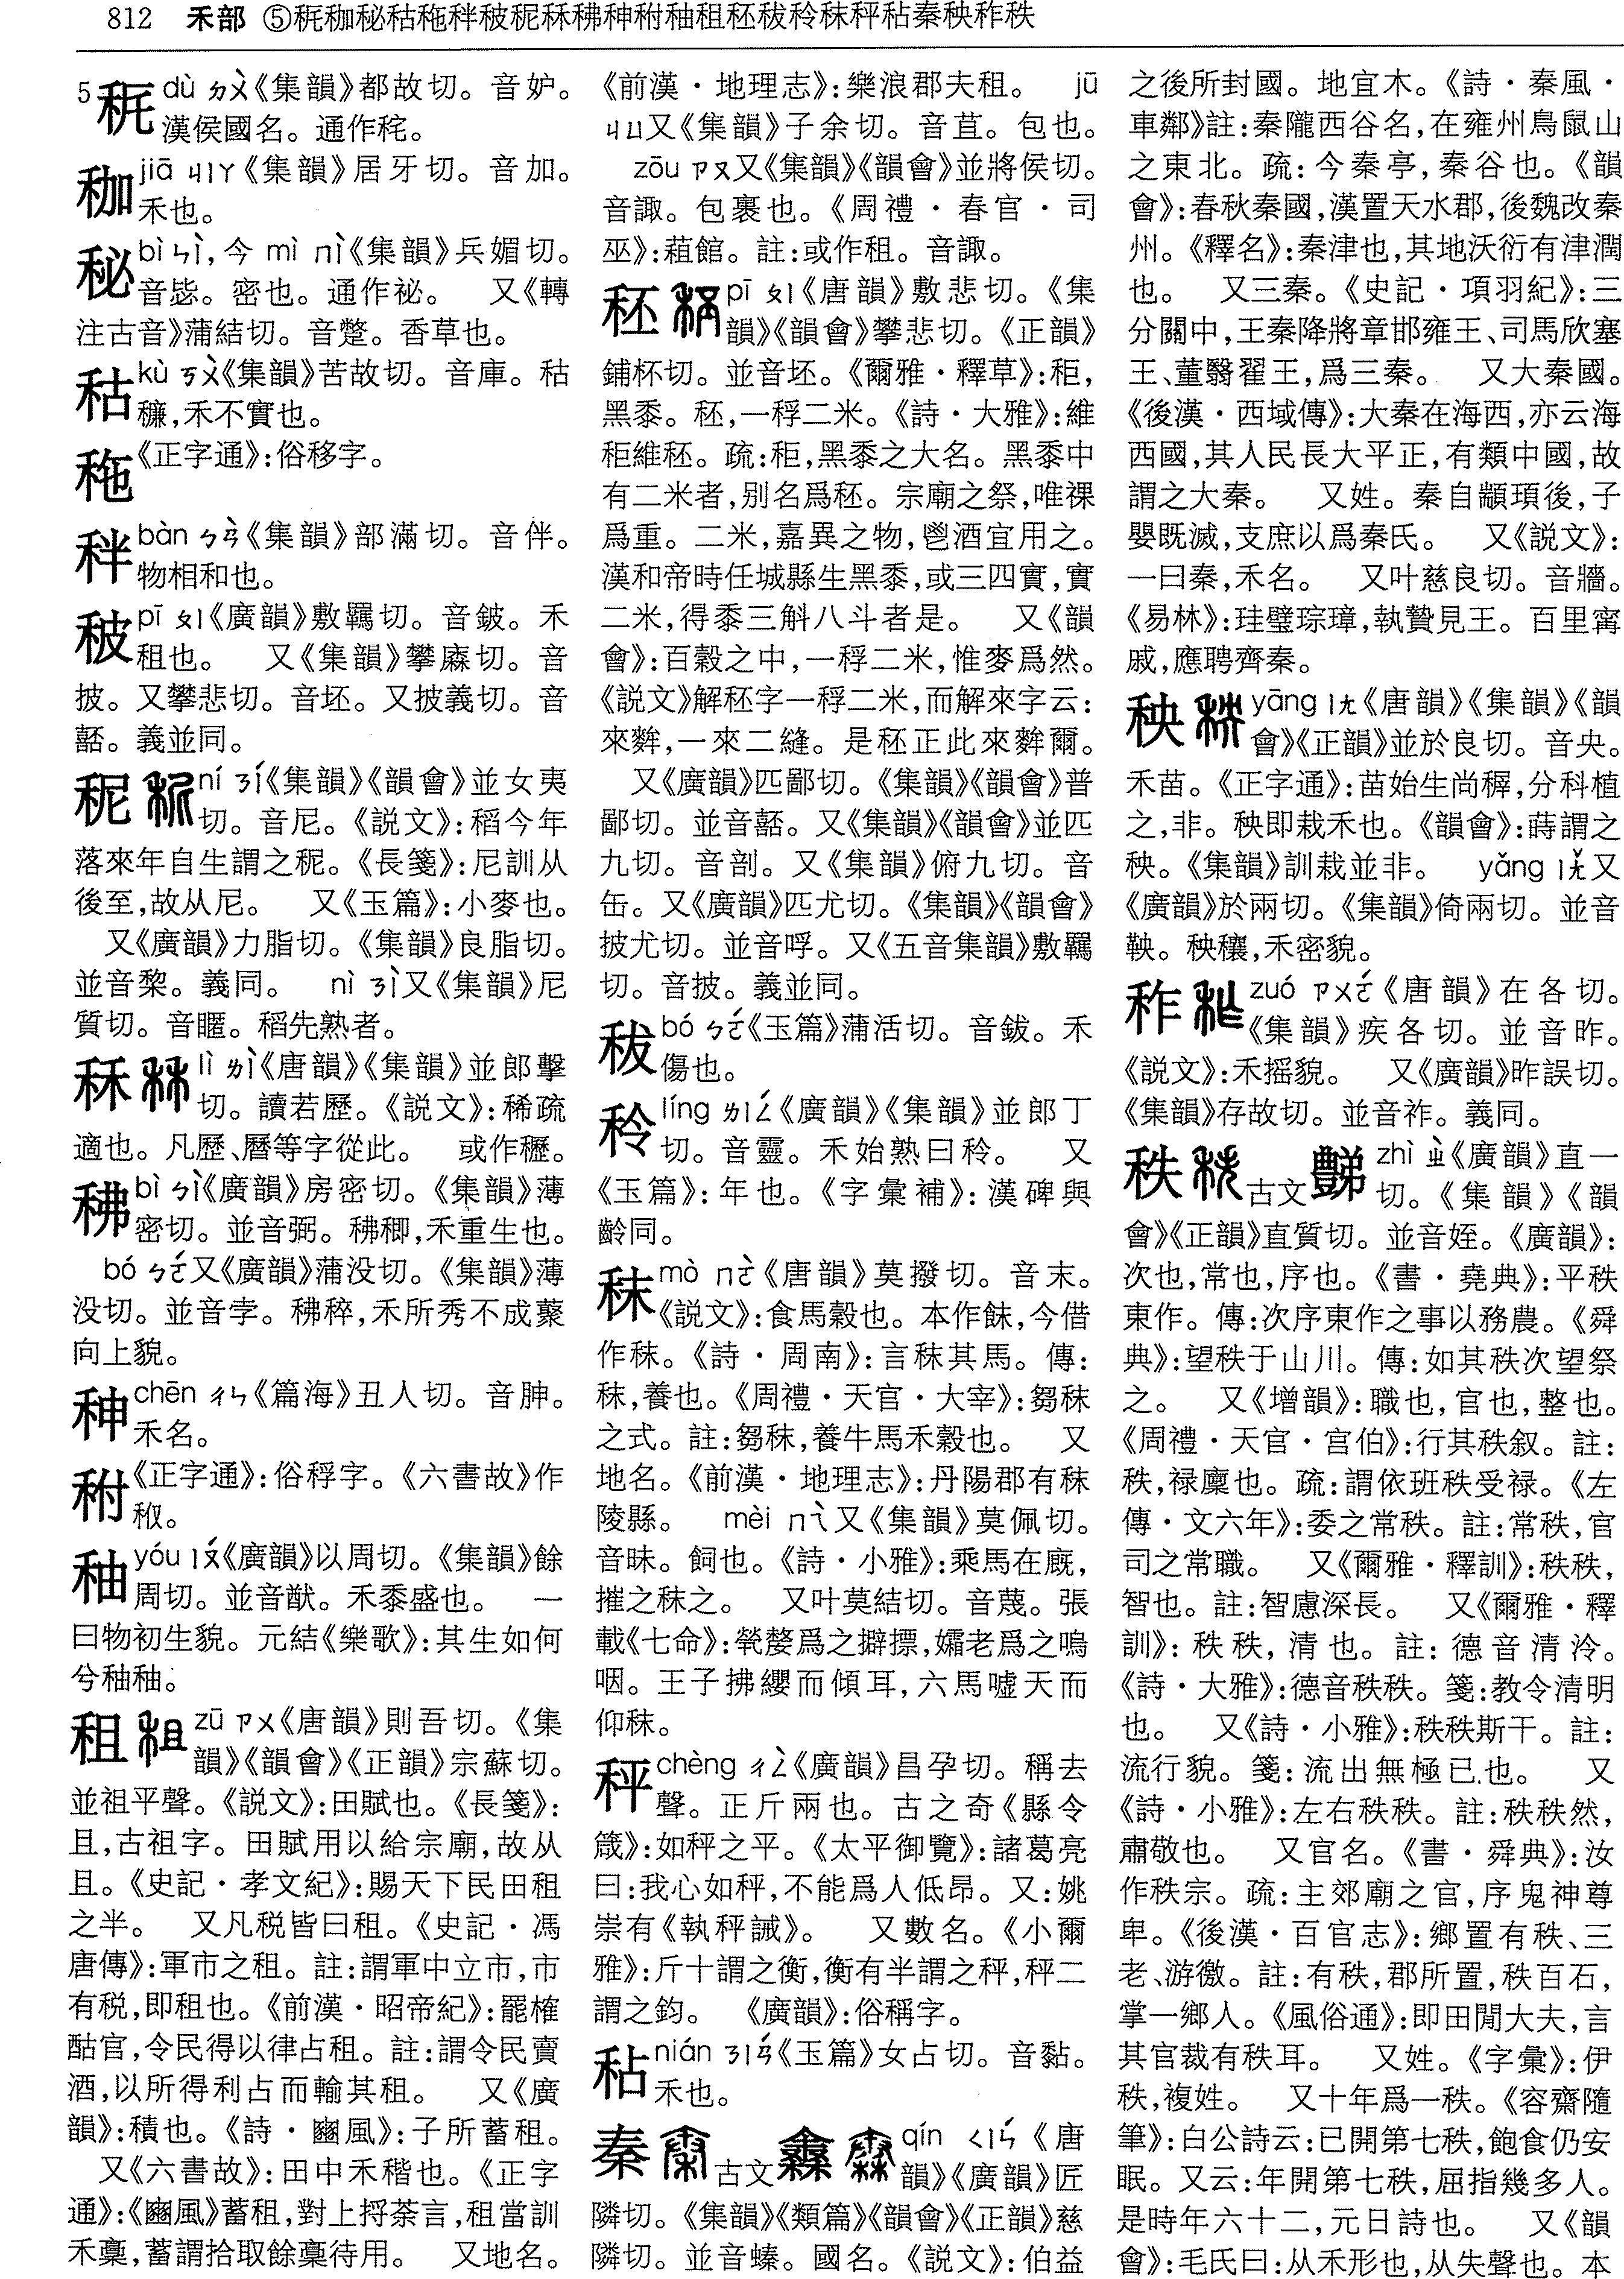 812 禾部 ⑤秅秷秘秙𥞴秚秡秜秝䄶神䄮秞租秠秡秢秣秤秥秦秧秨秩
5 dù ㄉㄨˋ《集韻》都故切。音妒。
漢侯國名。通作秺。
jiā ㄐㄧㄚ《集韻》居牙切。音加。
禾也。
秘 bì ㄅㄧˋ,今 mì ㄇㄧˋ《集韻》兵媚切。
音毖。密也。通作祕。 又《轉
注古音》蒲結切。音蹩。香草也。
秙 kù ㄎㄨˋ《集韻》苦故切。音庫。秙
𥢶,禾不實也。
《正字通》:俗移字。
秚 bàn ㄅㄢˋ《集韻》部滿切。音伴。
物相和也。
pī ㄆㄧ《廣韻》敷羈切。音鈹。禾
租也。 又《集韻》攀糜切。音
披。又攀悲切。音坯。又披義切。音
嚭。義並同。
秜 ní ㄋㄧˊ《集韻》《韻會》並女夷
切。音尼。《説文》:稻今年
落來年自生謂之秜。《長箋》:尼訓从
後至,故从尼。 又《玉篇》:小麥也。
又《廣韻》力脂切。《集韻》良脂切。
並音棃。義同。 nì ㄋㄧˋ又《集韻》尼
質切。音暱。稻先熟者。
秝 lì ㄌㄧˋ《唐韻》《集韻》並郎擊
切。讀若歷。《説文》:稀疏
適也。凡歷、曆等字從此。 或作䆁。
䄶 bì ㄅㄧˋ《廣韻》房密切。《集韻》薄
密切。並音弼。䄶䅖,禾重生也。
bó ㄅㄛˊ又《廣韻》蒲没切。《集韻》薄
没切。並音孛。䄶稡,禾所秀不成藂
向上貌。
chēn ㄔㄣ《篇海》丑人切。音肿。
禾名。
䄮 《正字通》:俗稃字。《六書故》作
秿。
秞 yóu ㄧㄡˊ《廣韻》以周切。《集韻》餘
周切。並音猷。禾黍盛也。 一
曰物初生貌。元結《樂歌》:其生如何
兮秞秞。
租 zū ㄗㄨ《唐韻》則吾切。《集
韻》《韻會》《正韻》宗蘇切。
並祖平聲。《説文》:田賦也。《長箋》:
且,古祖字。田賦用以給宗廟,故从
且。《史記・孝文紀》:賜天下民田租
之半。 又凡税皆曰租。《史記・馮
唐傳》:軍市之租。註:謂軍中立市,市
有税,即租也。《前漢・昭帝紀》:罷榷
酤官,令民得以律占租。註:謂令民賣
酒,以所得利占而輸其租。 又《廣
韻》:積也。《詩・豳風》:子所蓄租。
又《六書故》:田中禾稭也。《正字
通》:《豳風》蓄租,對上捋荼言,租當訓
禾稾,蓄謂拾取餘稾待用。 又地名。
《前漢・地理志》:樂浪郡夫租。 jū
ㄐㄩ又《集韻》子余切。音苴。包也。
zōu ㄗㄡ又《集韻》《韻會》並將侯切。
音諏。包裹也。《周禮・春官・司
巫》:蒩館。註:或作租。音諏。
秠 pī ㄆㄧ《唐韻》敷悲切。《集
韻》《韻會》攀悲切。《正韻》
鋪杯切。並音坯。《爾雅・釋草》:秬,
黑黍。秠,一稃二米。《詩・大雅》:維
秬維秠。疏:秬,黑黍之大名。黑黍中
有二米者,别名爲秠。宗廟之祭,唯祼
爲重。二米,嘉異之物,鬯酒宜用之。
漢和帝時任城縣生黑黍,或三四實,實
二米,得黍三斛八斗者是。 又《韻
會》:百穀之中,一稃二米,惟麥爲然。
《説文》解秠字一稃二米,而解來字云:
來麰,一來二縫。是秠正此來麰爾。
又《廣韻》匹鄙切。《集韻》《韻會》普
鄙切。並音嚭。又《集韻》《韻會》並匹
九切。音剖。又《集韻》俯九切。音
缶。又《廣韻》匹尤切。《集韻》《韻會》
披尤切。並音呼。又《五音集韻》敷羈
切。音披。義並同。
秡 bó ㄅㄛˊ《玉篇》蒲活切。音鈸。禾
傷也。
秢 líng ㄌㄧㄥˊ《廣韻》《集韻》並郎丁
切。音靈。禾始熟曰秢。 又
《玉篇》:年也。《字彙補》:漢碑與
齡同。
秣 mò ㄇㄛˋ《唐韻》莫撥切。音末。
《説文》:食馬穀也。本作䬴,今借
作秣。《詩・周南》:言秣其馬。傳:
秣,養也。《周禮・天官・大宰》:芻秣
之式。註:芻秣,養牛馬禾穀也。 又
地名。《前漢・地理志》:丹陽郡有秣
陵縣。 mèi ㄇㄟˋ又《集韻》莫佩切。
音昧。飼也。《詩・小雅》:乘馬在廐,
摧之秣之。 又叶莫結切。音蔑。張
載《七命》:煢嫠爲之擗摽,孀老爲之嗚
咽。王子拂纓而傾耳,六馬噓天而
仰秣。
秤 chèng ㄔㄥˋ《廣韻》昌孕切。稱去
聲。正斤兩也。古之奇《縣令
箴》:如秤之平。《太平御覽》:諸葛亮
曰:我心如秤,不能爲人低昂。又:姚
崇有《執秤誡》。 又數名。《小爾
雅》:斤十謂之衡,衡有半謂之秤,秤二
謂之鈞。 《廣韻》:俗稱字。
秥 nián ㄋㄧㄢˊ《玉篇》女占切。音黏。
禾也。
秦 古文 qín ㄑㄧㄣˊ《唐
韻》《廣韻》匠
隣切。《集韻》《類篇》《韻會》《正韻》慈
隣切。並音螓。國名。《説文》:伯益
之後所封國。地宜木。《詩・秦風・
車鄰》註:秦隴西谷名,在雍州鳥鼠山
之東北。疏:今秦亭,秦谷也。《韻
會》:春秋秦國,漢置天水郡,後魏改秦
州。《釋名》:秦津也,其地沃衍有津潤
也。 又三秦。《史記・項羽紀》:三
分關中,王秦降將章邯雍王、司馬欣塞
王、董翳翟王,爲三秦。 又大秦國。
《後漢・西域傳》:大秦在海西,亦云海
西國,其人民長大平正,有類中國,故
謂之大秦。 又姓。秦自顓頊後,子
嬰既滅,支庶以爲秦氏。 又《説文》:
一曰秦,禾名。 又叶慈良切。音牆。
《易林》:珪璧琮璋,執贄見王。百里甯
戚,應聘齊秦。
秧 yāng ㄧㄤ《唐韻》《集韻》《韻
會》《正韻》並於良切。音央。
禾苗。《正字通》:苗始生尚稺,分科植
之,非。秧即栽禾也。《韻會》:蒔謂之
秧。《集韻》訓栽並非。 yǎng ㄧㄤˇ又
《廣韻》於兩切。《集韻》倚兩切。並音
鞅。秧穰,禾密貌。
秨 zuó ㄗㄨㄛˊ《唐韻》在各切。
《集韻》疾各切。並音昨。
《説文》:禾摇貌。 又《廣韻》昨誤切。
《集韻》存故切。並音祚。義同。
秩 古文 zhì ㄓˋ《廣韻》直一
切。《集韻》《韻
會》《正韻》直質切。並音姪。《廣韻》:
次也,常也,序也。《書・堯典》:平秩
東作。傳:次序東作之事以務農。《舜
典》:望秩于山川。傳:如其秩次望祭
之。 又《增韻》:職也,官也,整也。
《周禮・天官・宫伯》:行其秩叙。註:
秩,禄廩也。疏:謂依班秩受禄。《左
傳・文六年》:委之常秩。註:常秩,官
司之常職。 又《爾雅・釋訓》:秩秩,
智也。註:智慮深長。 又《爾雅・釋
訓》:秩秩,清也。註:德音清泠。
《詩・大雅》:德音秩秩。箋:教令清明
也。 又《詩・小雅》:秩秩斯干。註:
流行貌。箋:流出無極已也。 又
《詩・小雅》:左右秩秩。註:秩秩然,
肅敬也。 又官名。《書・舜典》:汝
作秩宗。疏:主郊廟之官,序鬼神尊
卑。《後漢・百官志》:鄉置有秩、三
老、游徼。註:有秩,郡所置,秩百石,
掌一鄉人。《風俗通》:即田閒大夫,言
其官裁有秩耳。 又姓。《字彙》:伊
秩,複姓。 又十年爲一秩。《容齋隨
筆》:白公詩云:已開第七秩,飽食仍安
眠。又云:年開第七秩,屈指幾多人。
是時年六十二,元日詩也。 又《韻
會》:毛氏曰:从禾形也,从失聲也。本